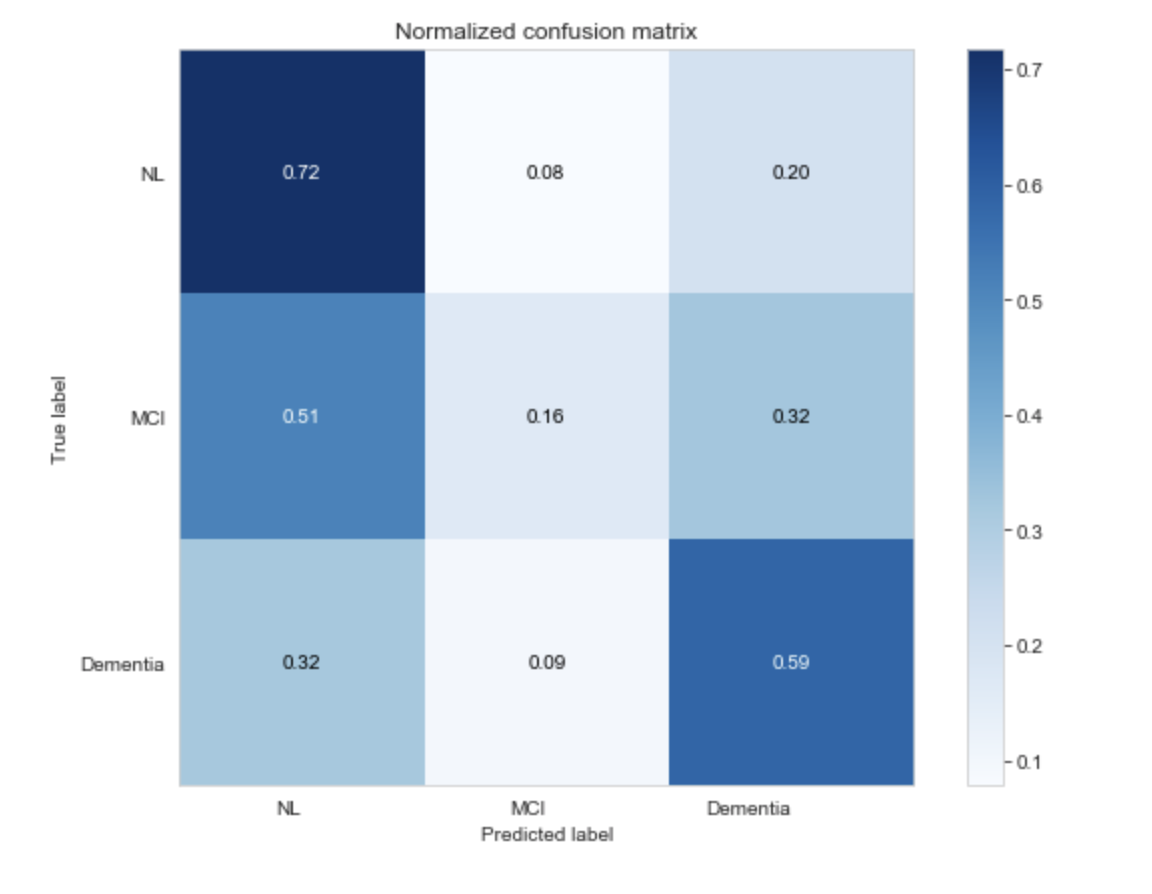 Normalized confusion matrix
True label
NL
0.72
0.08
0.20
MCI
0.51
0.16
0.32
Dementia
0.32
0.09
0.59
NL
MCI
Dementia
Predicted label
0.7
0.6
0.5
0.4
0.3
0.2
0.1